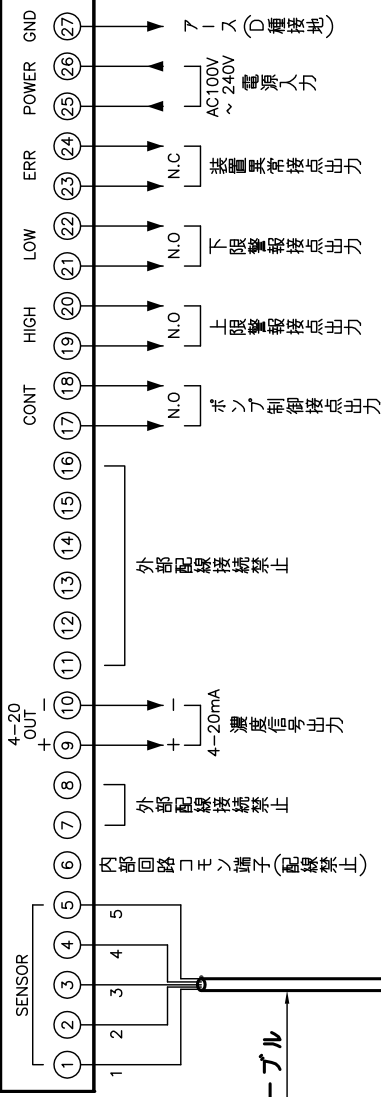 SENSOR
4-20
OUT
+ −
CONT
HIGH
LOW
ERR
POWER
GND
1 2 3 4 5 6 7 8 9 10 11 12 13 14 15 16 17 18 19 20 21 22 23 24 25 26 27
1 2 3 4 5
内部回路コモン端子(配線禁止)
外部配線接続禁止
+ −
4-20mA
濃度信号出力
外部配線接続禁止
N.O
ポンプ制御接点出力
N.O
上限警報接点出力
N.O
下限警報接点出力
N.C
装置異常接点出力
AC100V
~240V
電源入力
アース(D種接地)
ーブル